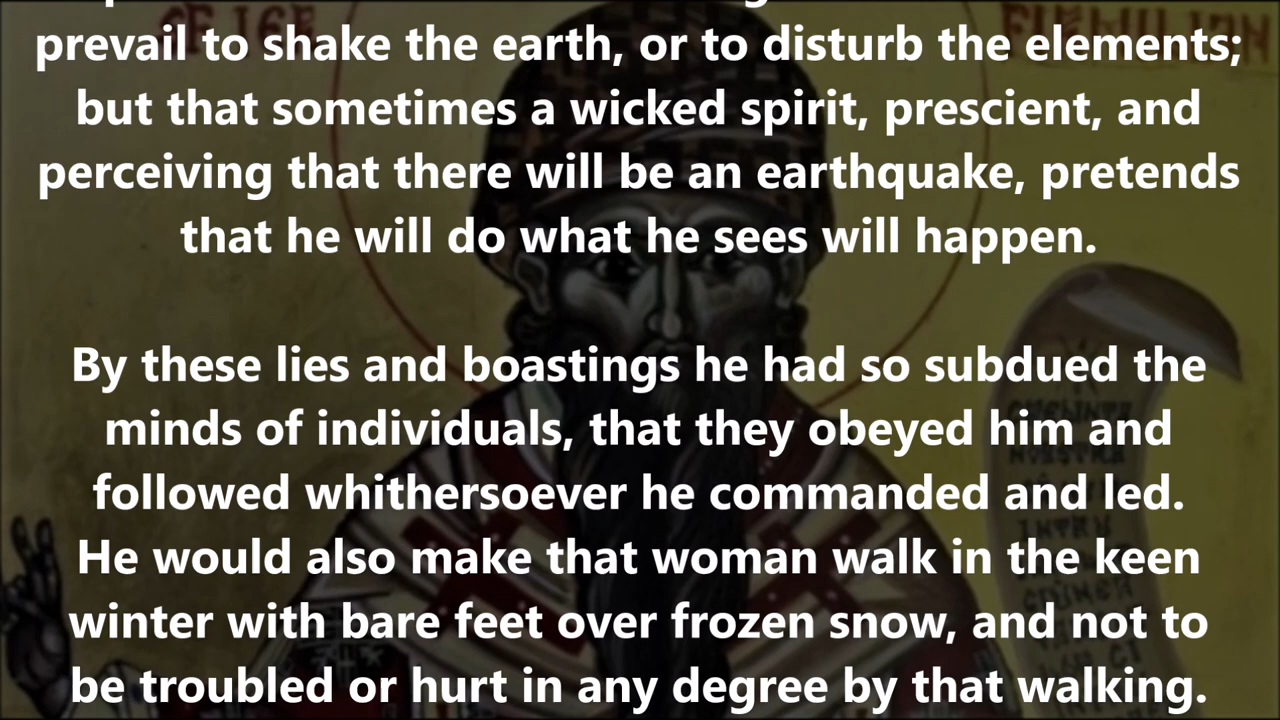 prevail to shake the earth, or to disturb the elements;
but that sometimes a wicked spirit, prescient, and
perceiving that there will be an earthquake, pretends
that he will do what he sees will happen.
By these lies and boastings he had so subdued the
minds of individuals, that they obeyed him and
followed whithersoever he commanded and led.
He would also make that woman walk in the keen
winter with bare feet over frozen snow, and not to
be troubled or hurt in any degree by that walking.